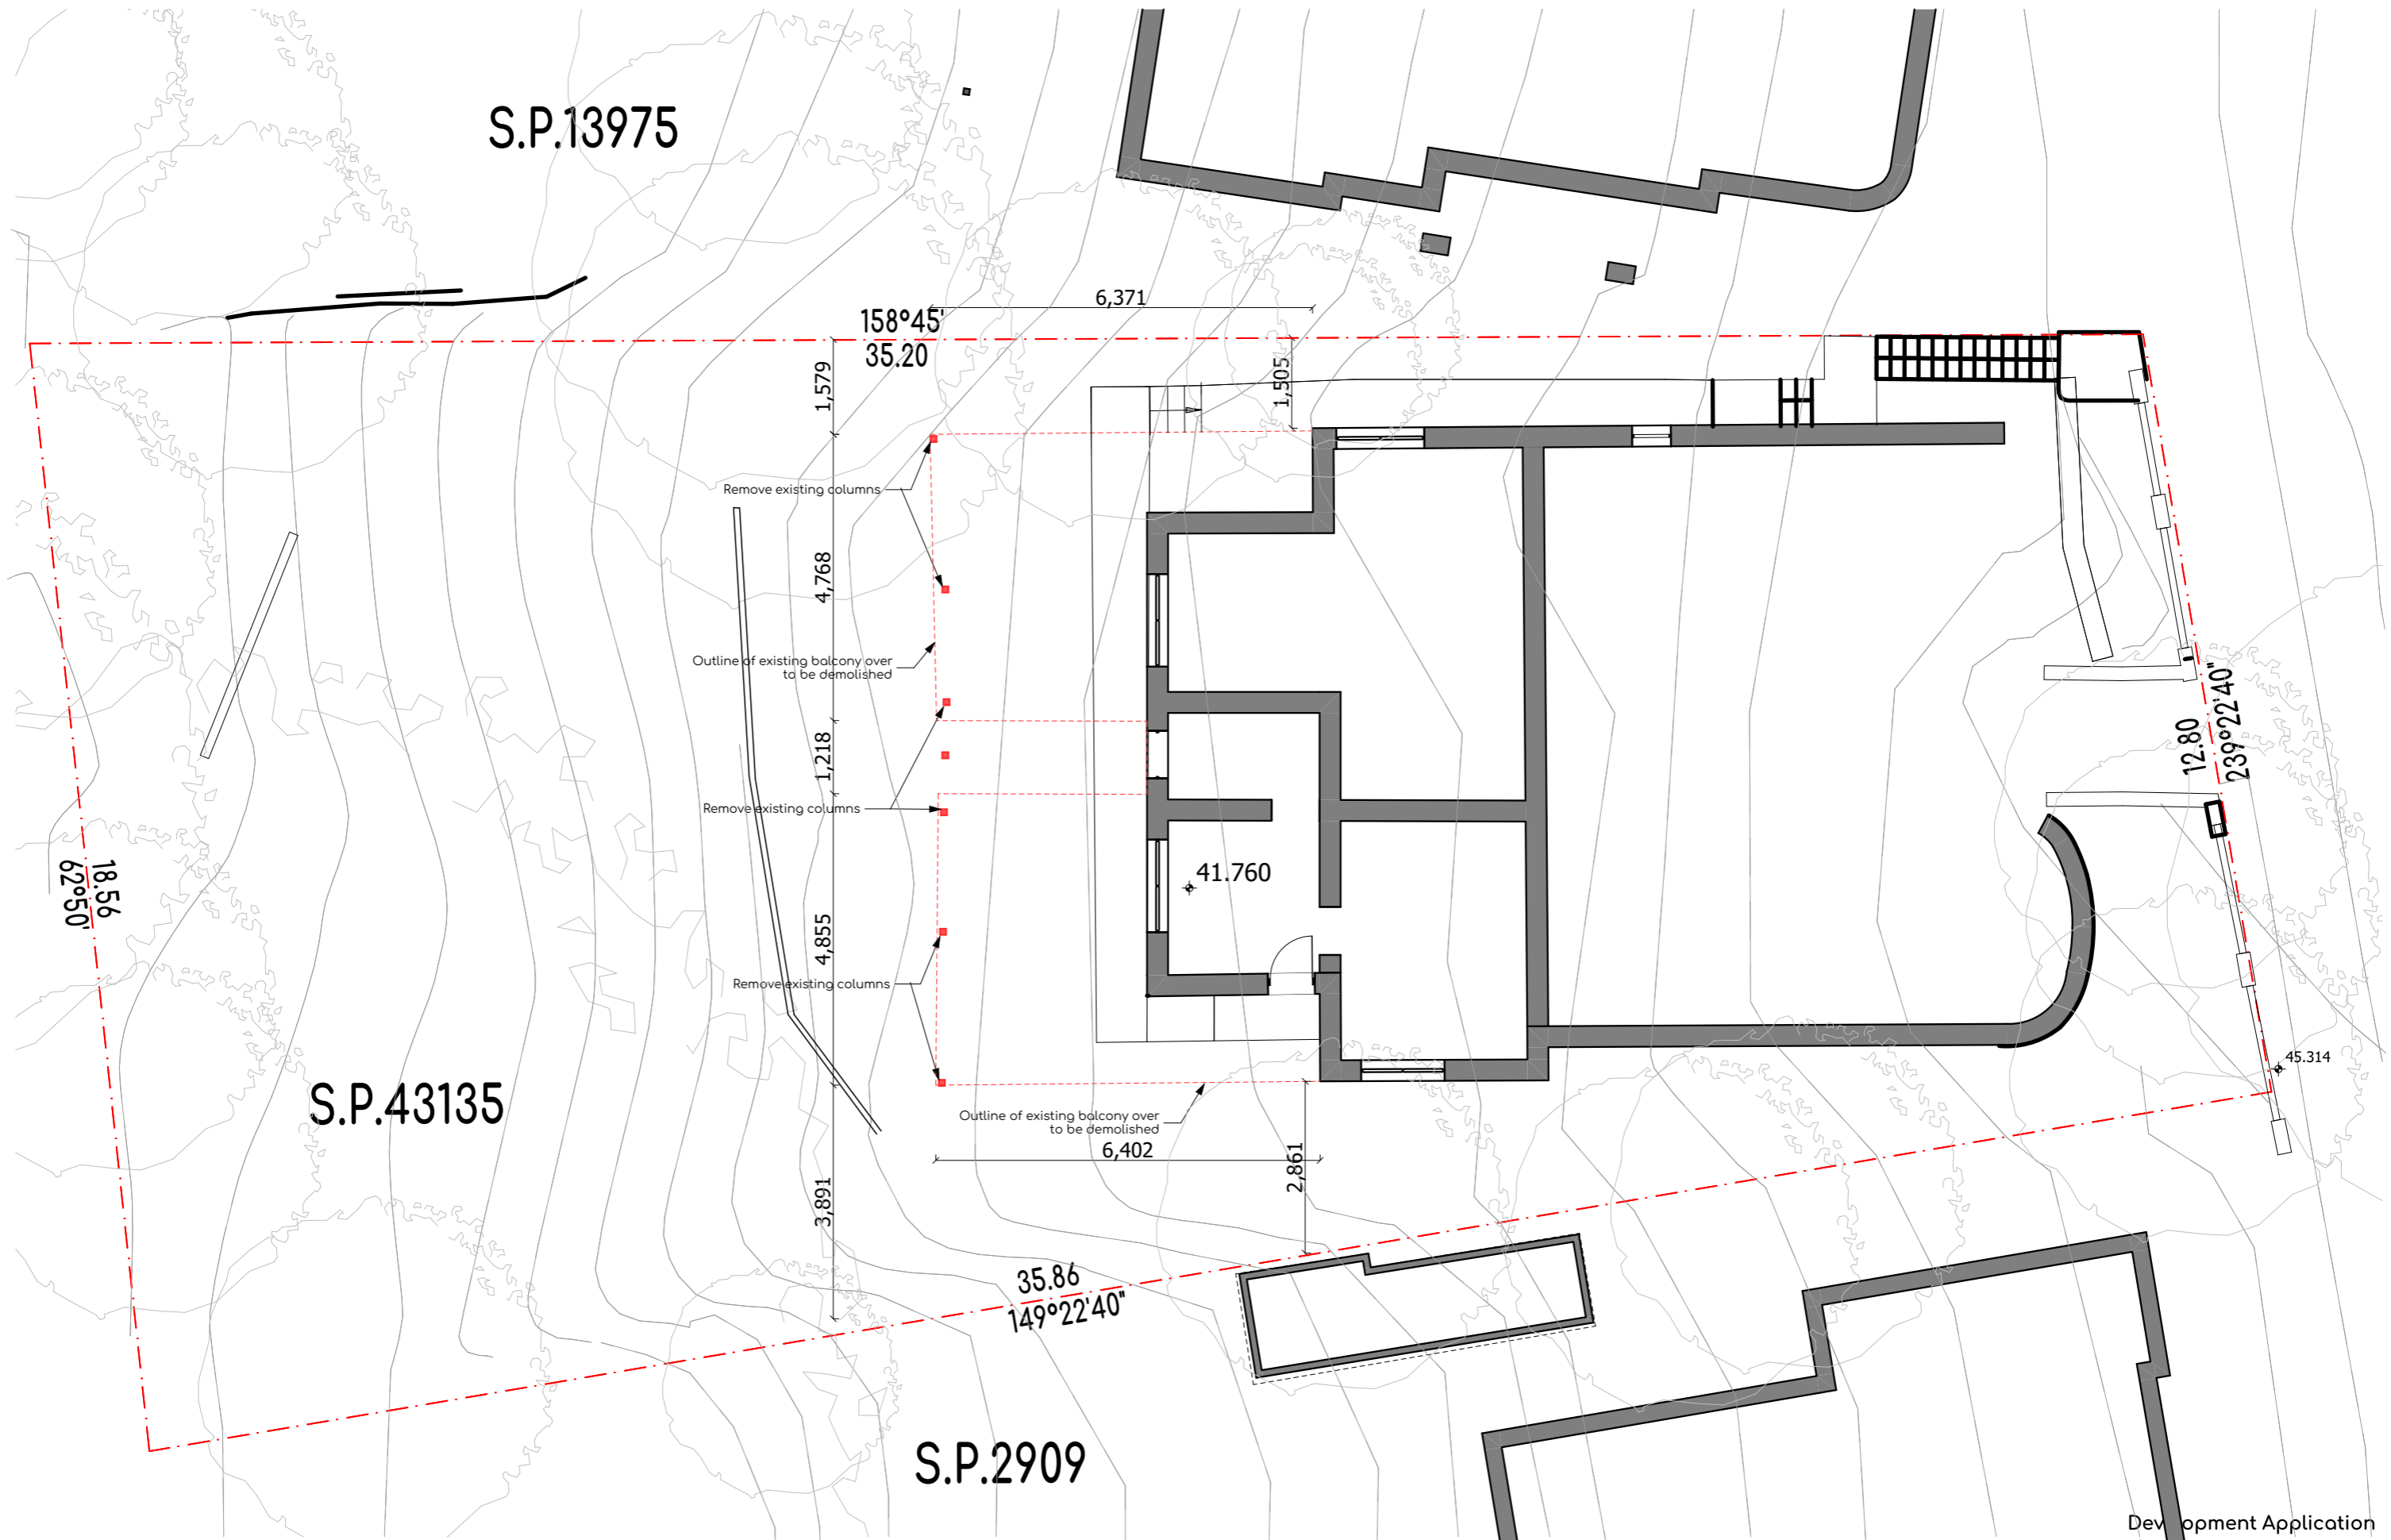 S.P.13975
6,371
158°45'
35.20
1,579
1,505
Remove existing columns
4,768
Outline of existing balcony over
to be demolished
1,218
12.80
239°22'40"
Remove existing columns
41.760
18.56
62°50'
4,855
Remove existing columns
45.314
S.P.43135
Outline of existing balcony over
to be demolished
6,402
2,861
3,891
35.86
149°22'40"
S.P.2909
Development Application